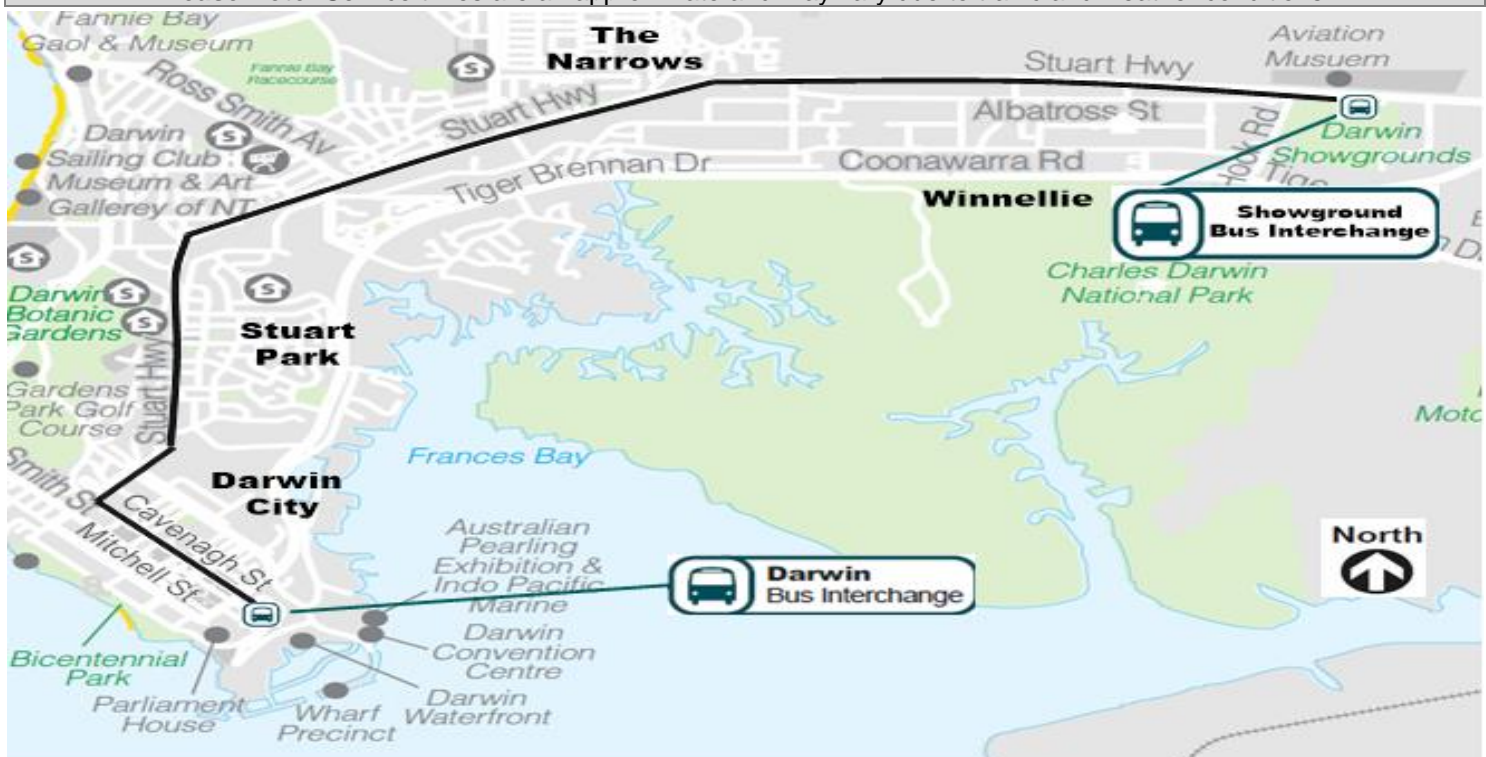 Fannie Bay
Gaol & Museum
Ross Smith Av
Fannie Bay
Racecourse
S
The
Narrows
Stuart Hwy
Stuart Hwy
Aviation
Musuem
Albatross St
Darwin
Showgrounds
Darwin
Sailing Club
S
Museum & Art
Gallerey of NT
Tiger Brennan Dr
Coonawarra Rd
Winnellie
Showground
Bus Interchange
S
Charles Darwin
National Park
Darwin
Botanic
Gardens
S
S
S
Stuart
Park
Stuart Hwy
Gardens
Park Golf
Course
Smith St
Frances Bay
Darwin
City
Cavenagh St
Mitchell St
Australian
Pearling
Exhibition &
Indo Pacific
Marine
Darwin
Bus Interchange
North
Darwin
Convention
Centre
Bicentennial
Park
Parliament
House
Wharf
Precinct
Darwin
Waterfront